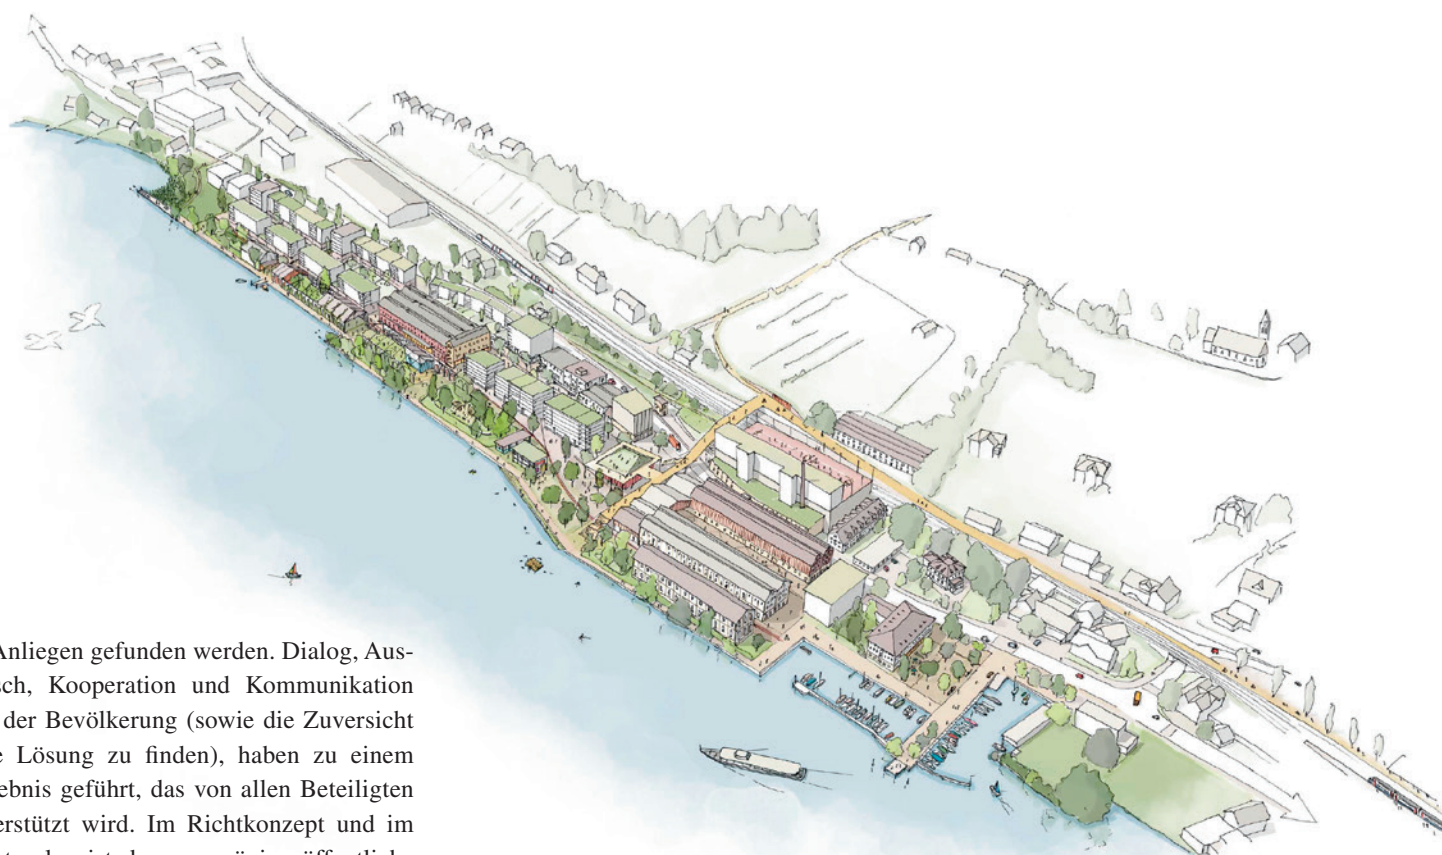 Anliegen gefunden werden. Dialog, Aus-
sch, Kooperation und Kommunikation
der Bevölkerung (sowie die Zuversicht
e Lösung zu finden), haben zu einem
ebnis geführt, das von allen Beteiligten
erstützt wird. Im Richtkonzept und im